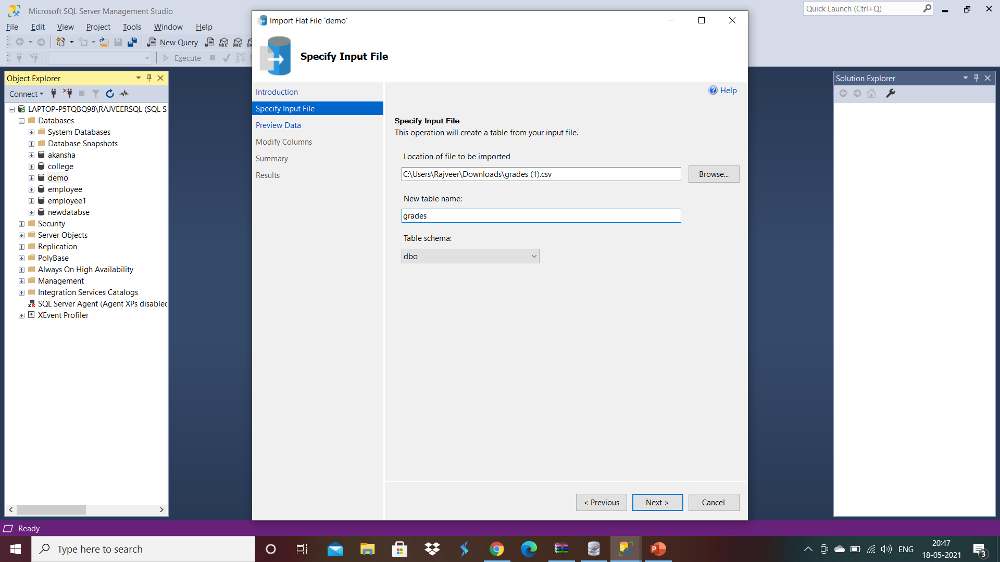 Microsoft SQL Server Management Studio
Quick Launch (Ctrl+Q)
File Edit View Project Tools Window Help
New Query
Execute
Import Flat File 'demo'
Specify Input File
Object Explorer
Connect
LAPTOP-P5TQBQ98\RAJVEERSQL (SQL S
Databases
System Databases
Database Snapshots
akansha
college
demo
employee
employee1
newdatabse
Security
Server Objects
Replication
PolyBase
Always On High Availability
Management
Integration Services Catalogs
SQL Server Agent (Agent XPs disabled
XEvent Profiler
Introduction
Specify Input File
Preview Data
Modify Columns
Summary
Results
Help
Specify Input File
This operation will create a table from your input file.
Location of file to be imported
C:\Users\Rajveer\Downloads\grades (1).csv
Browse...
New table name:
grades
Table schema:
dbo
< Previous
Next >
Cancel
Solution Explorer
Ready
Type here to search
ENG
20:47
18-05-2021
3